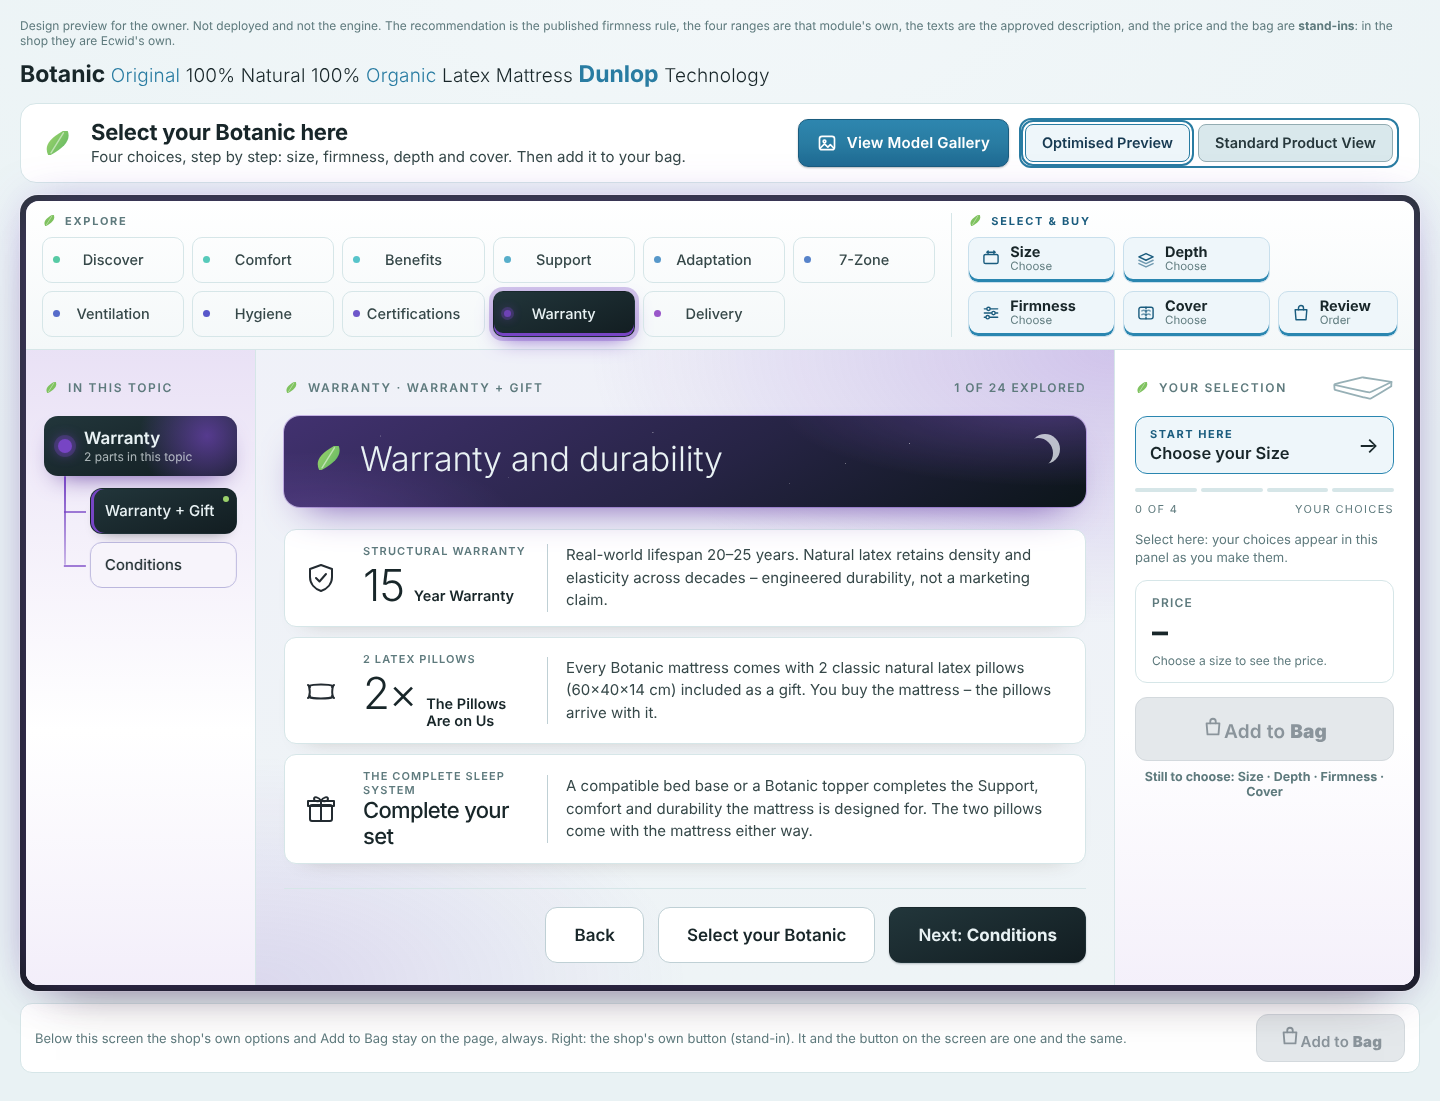 Design preview for the owner. Not deployed and not the engine. The recommendation is the published firmness rule, the four ranges are that module's own, the texts are the approved description, and the price and the bag are stand-ins: in the
shop they are Ecwid's own.
Botanic Original 100% Natural 100% Organic Latex Mattress Dunlop Technology
Select your Botanic here
Four choices, step by step: size, firmness, depth and cover. Then add it to your bag.
View Model Gallery
Optimised Preview
Standard Product View
EXPLORE
Discover
Comfort
Benefits
Support
Adaptation
7-Zone
Ventilation
Hygiene
Certifications
Warranty
Delivery
SELECT & BUY
Size
Choose
Depth
Choose
Firmness
Choose
Cover
Choose
Review
Order
IN THIS TOPIC
Warranty
2 parts in this topic
Warranty + Gift
Conditions
WARRANTY · WARRANTY + GIFT
1 OF 24 EXPLORED
Warranty and durability
STRUCTURAL WARRANTY
15 Year Warranty
Real-world lifespan 20–25 years. Natural latex retains density and
elasticity across decades – engineered durability, not a marketing
claim.
2 LATEX PILLOWS
2× The Pillows
Are on Us
Every Botanic mattress comes with 2 classic natural latex pillows
(60×40×14 cm) included as a gift. You buy the mattress – the pillows
arrive with it.
THE COMPLETE SLEEP
SYSTEM
Complete your
set
A compatible bed base or a Botanic topper completes the Support,
comfort and durability the mattress is designed for. The two pillows
come with the mattress either way.
Back
Select your Botanic
Next: Conditions
YOUR SELECTION
START HERE
Choose your Size
0 OF 4
YOUR CHOICES
Select here: your choices appear in this
panel as you make them.
PRICE
–
Choose a size to see the price.
Add to Bag
Still to choose: Size · Depth · Firmness ·
Cover
Below this screen the shop's own options and Add to Bag stay on the page, always. Right: the shop's own button (stand-in). It and the button on the screen are one and the same.
Add to Bag